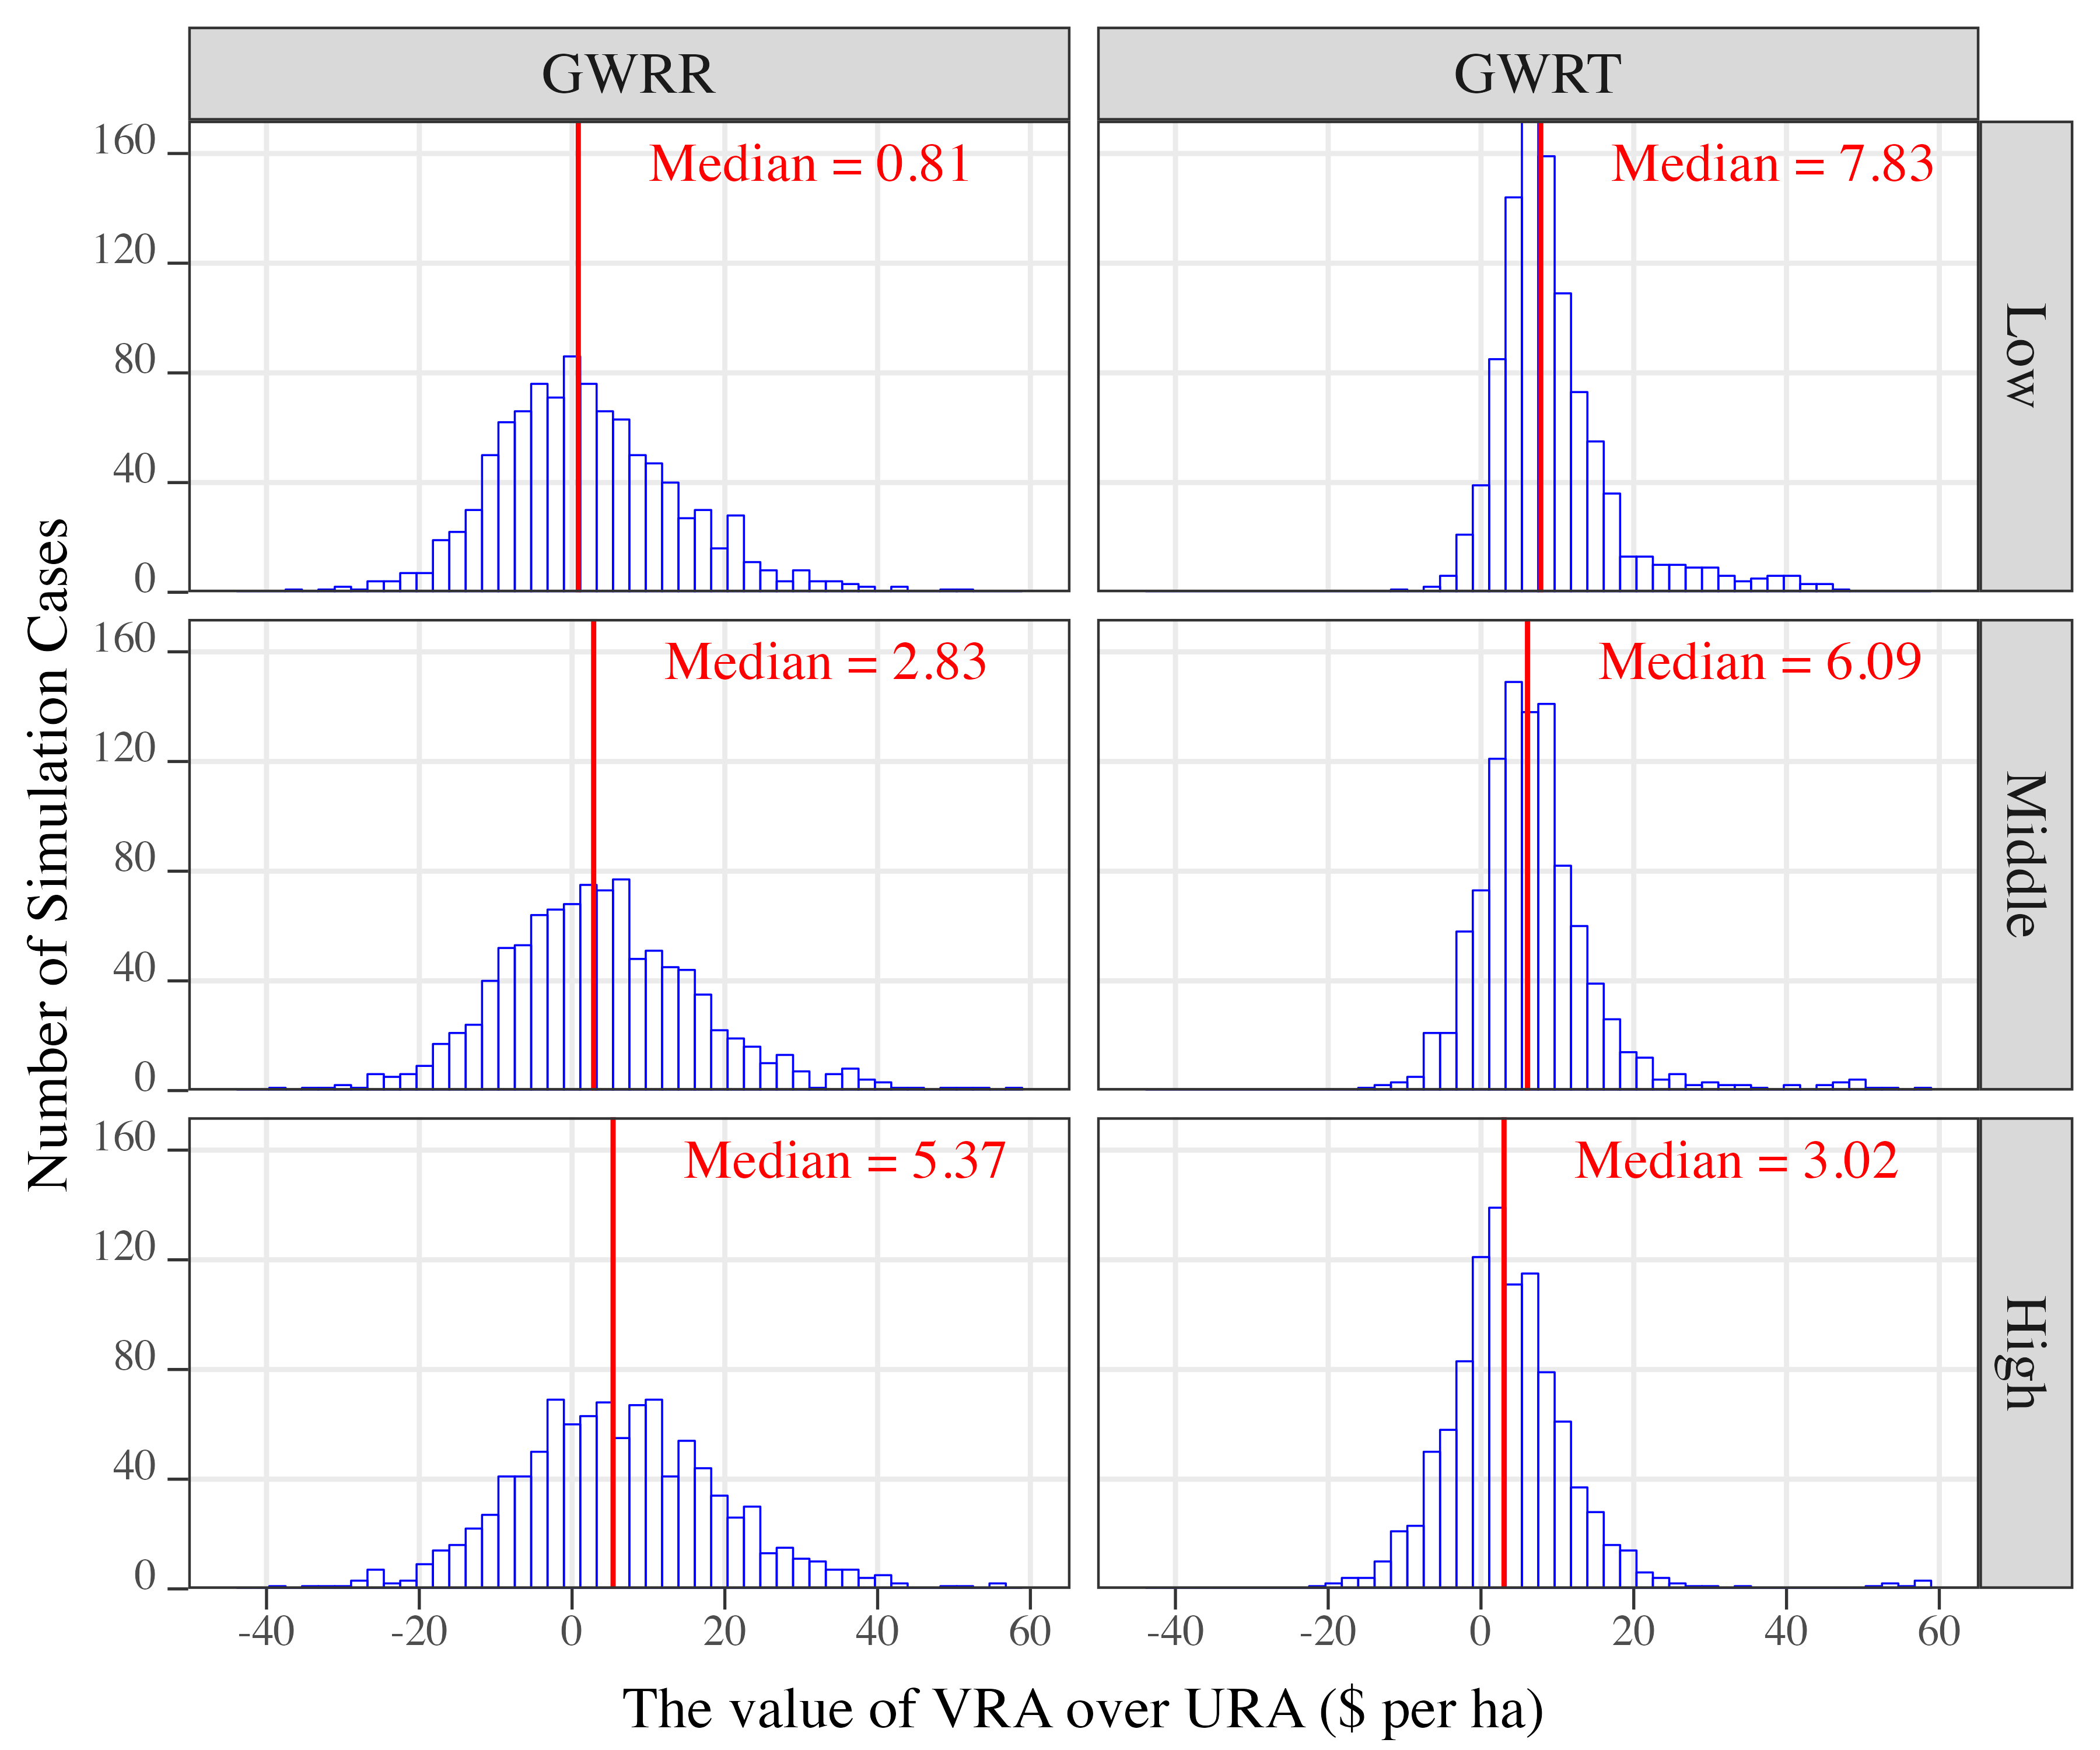 GWRR
GWRT
160
120
80
40
0
Median = 0.81
Median = 7.83
Low
160
120
80
40
0
Median = 2.83
Median = 6.09
Middle
160
120
80
40
0
Median = 5.37
Median = 3.02
High
Number of Simulation Cases
-40 -20 0 20 40 60
-40 -20 0 20 40 60
The value of VRA over URA ($ per ha)